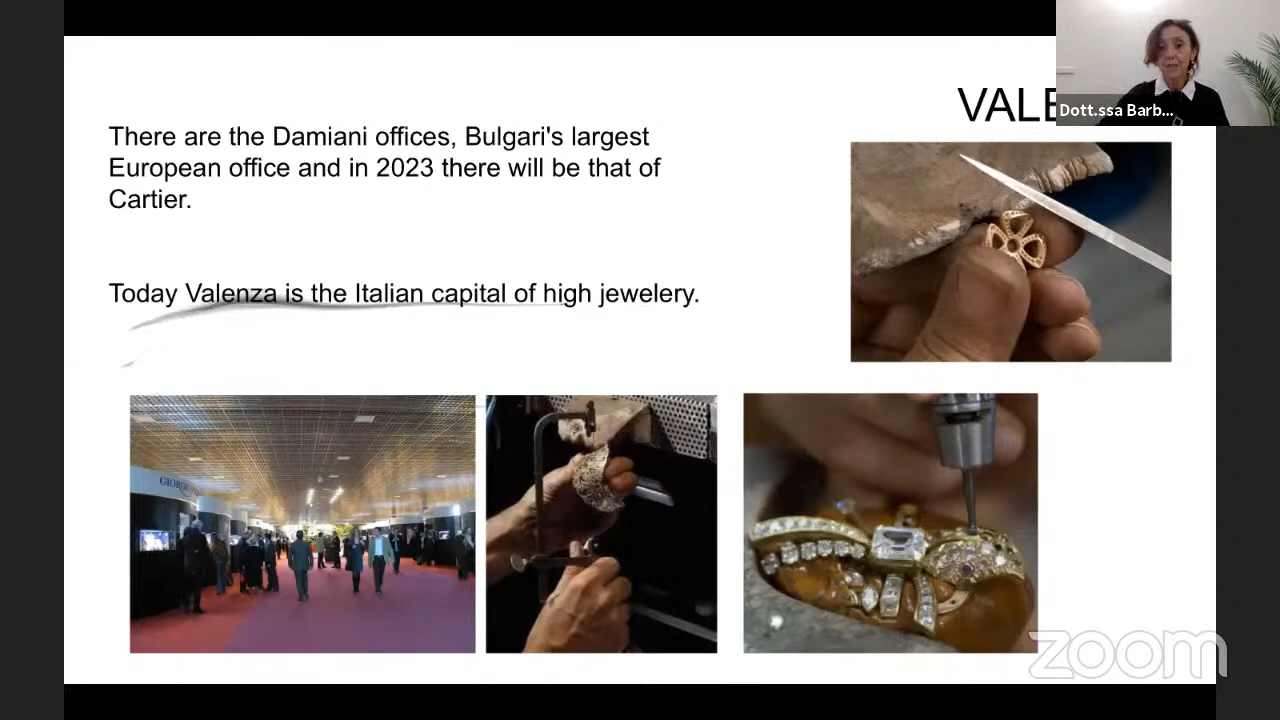 VALE
Dott.ssa Barb...
There are the Damiani offices, Bulgari's largest
European office and in 2023 there will be that of
Cartier.
Today Valenza is the Italian capital of high jewelery.
zoom